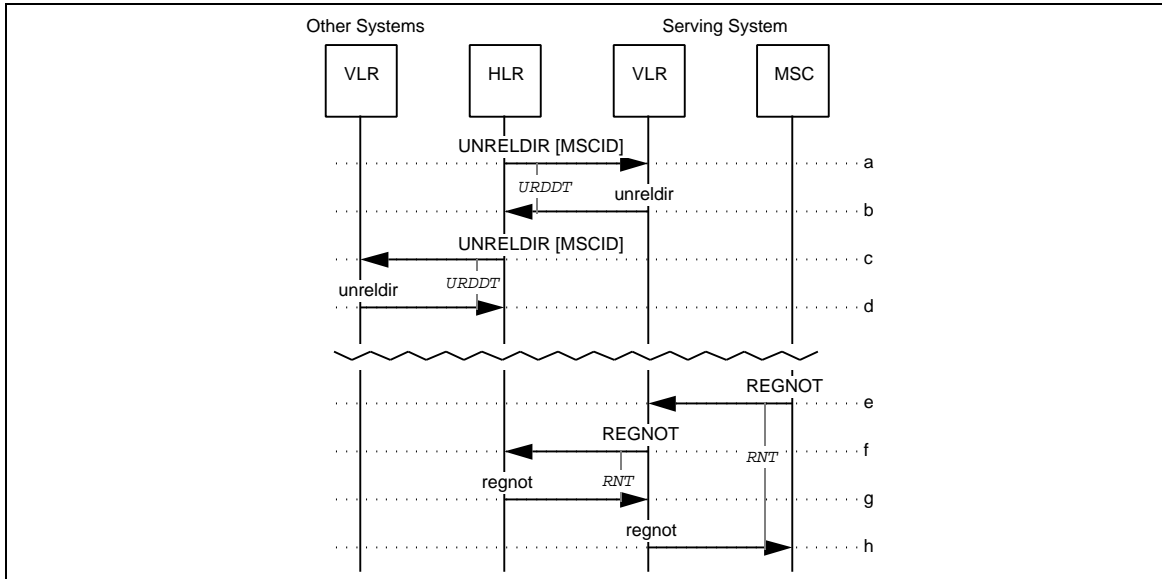 Other Systems Serving System
VLR HLR VLR MSC
UNRELDIR [MSCID]
a
URDDT
unreldir
b
UNRELDIR [MSCID]
c
URDDT
unreldir
d
REGNOT
e
REGNOT
f
RNT
regnot
RNT
g
regnot
h